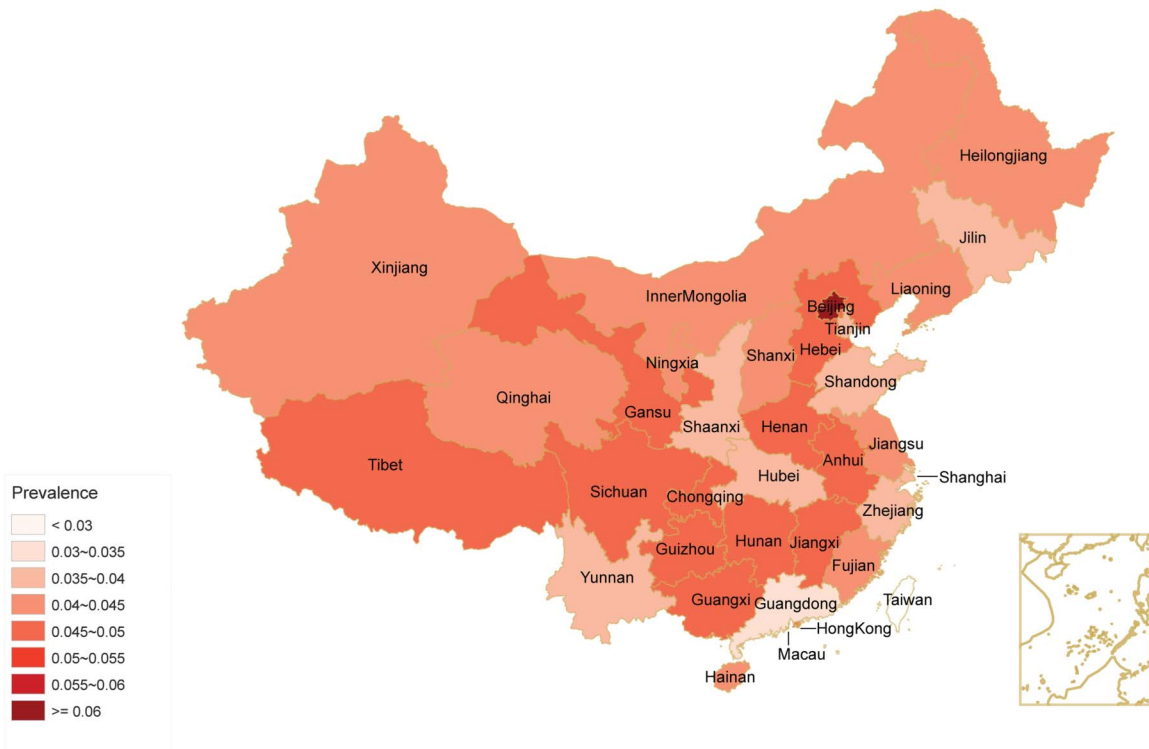 Heilongjiang
Jilin
Xinjiang
InnerMongolia
Liaoning
Beijing
Tianjin
Hebei
Shanxi
Ningxia
Shandong
Qinghai
Gansu
Shaanxi
Henan
Jiangsu
Tibet
Anhui
Hubei
Shanghai
Sichuan
Chongqing
Zhejiang
Hunan
Jiangxi
Guizhou
Fujian
Yunnan
Guangxi
Guangdong
Taiwan
HongKong
Macau
Hainan
Prevalence
< 0.03
0.03~0.035
0.035~0.04
0.04~0.045
0.045~0.05
0.05~0.055
0.055~0.06
>= 0.06